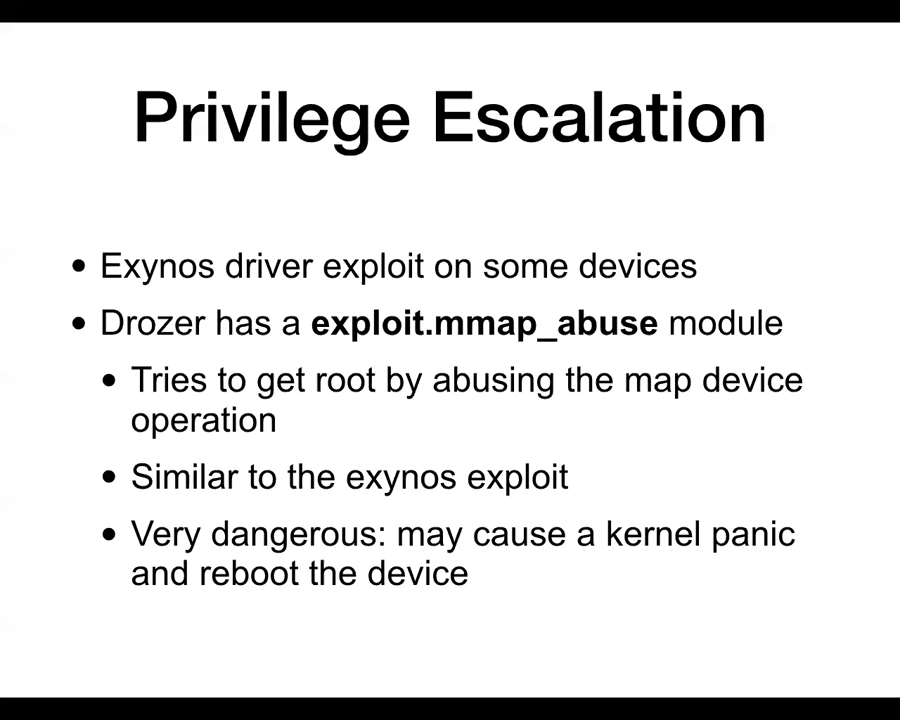 Privilege Escalation
• Exynos driver exploit on some devices
• Drozer has a exploit.mmap_abuse module
• Tries to get root by abusing the map device
operation
• Similar to the exynos exploit
• Very dangerous: may cause a kernel panic
and reboot the device